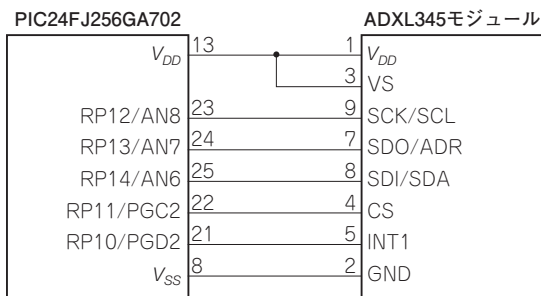 PIC24FJ256GA702 ADXL345モジュール
VDD 13 1 VDD
3 VS
RP12/AN8 23 9 SCK/SCL
RP13/AN7 24 7 SDO/ADR
RP14/AN6 25 8 SDI/SDA
RP11/PGC2 22 4 CS
RP10/PGD2 21 5 INT1
VSS 8 2 GND